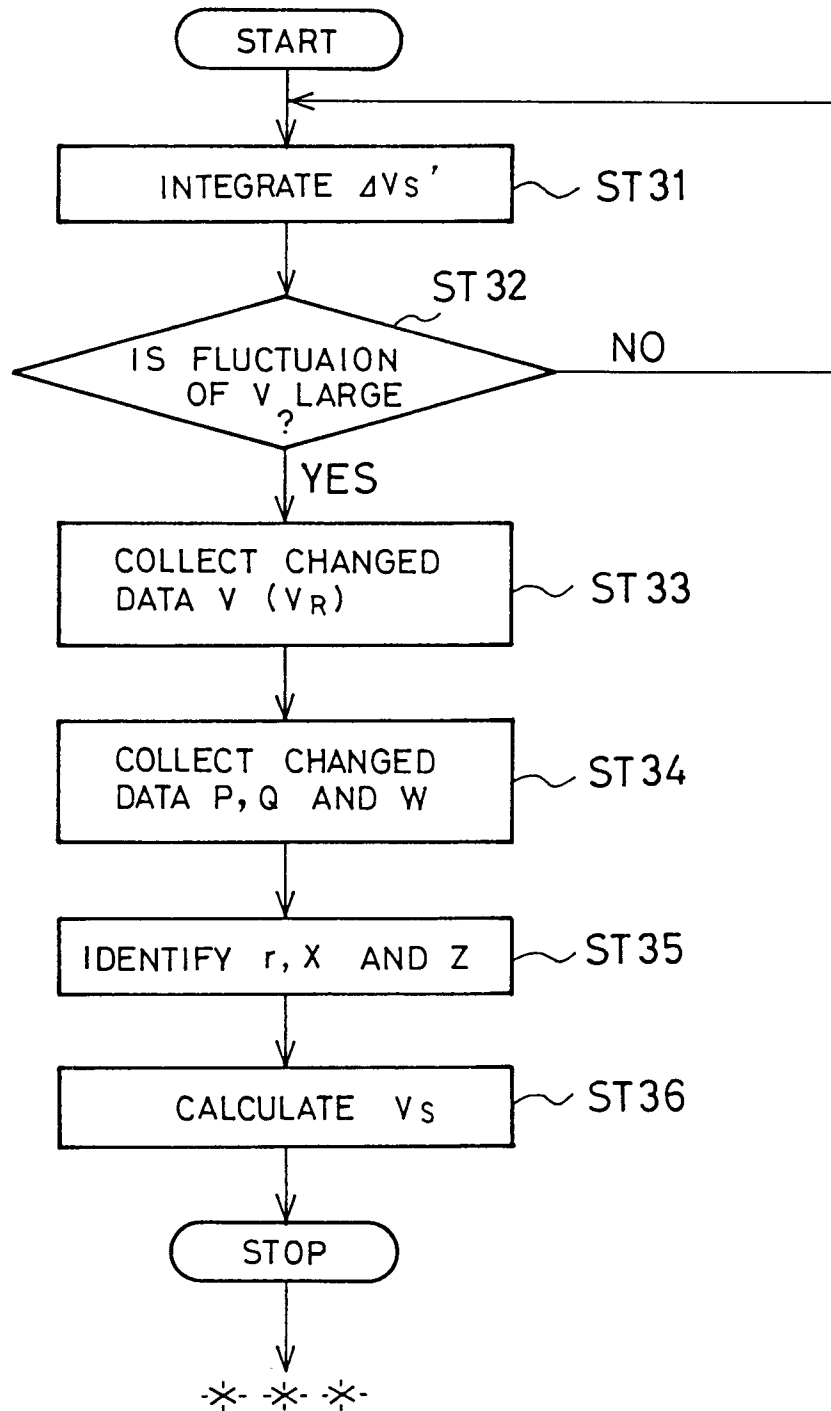 START
INTEGRATE ΔVS'
ST31
ST32
IS FLUCTUAION
OF V LARGE
?
NO
YES
COLLECT CHANGED
DATA V (VR)
ST33
COLLECT CHANGED
DATA P, Q AND W
ST34
IDENTIFY r, X AND Z
ST35
CALCULATE VS
ST36
STOP
※ ※ ※